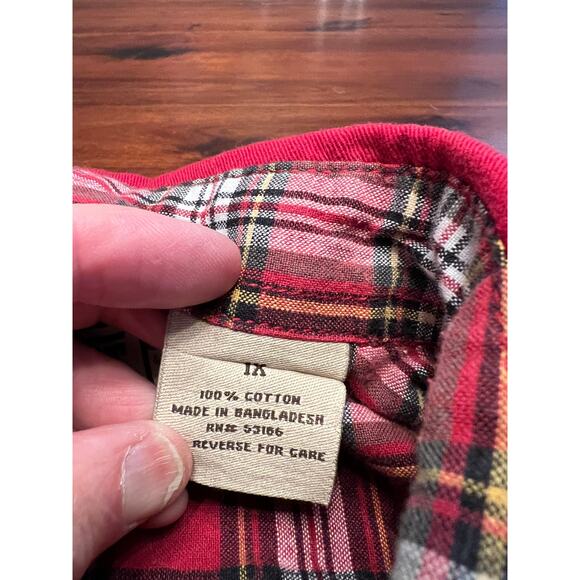 1X
100% COTTON
MADE IN BANGLADESH
RN# 53166
REVERSE FOR CARE